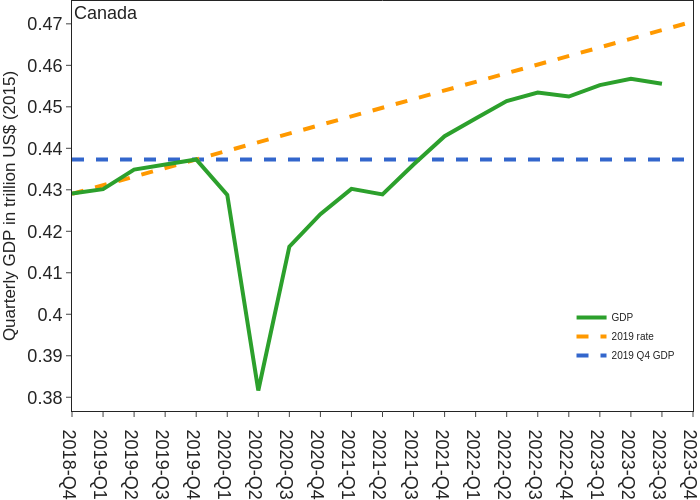 Canada
Quarterly GDP in trillion US$ (2015)
0.47
0.46
0.45
0.44
0.43
0.42
0.41
0.4
0.39
0.38
GDP
2019 rate
2019 Q4 GDP
2018-Q4
2019-Q1
2019-Q2
2019-Q3
2019-Q4
2020-Q1
2020-Q2
2020-Q3
2020-Q4
2021-Q1
2021-Q2
2021-Q3
2021-Q4
2022-Q1
2022-Q2
2022-Q3
2022-Q4
2023-Q1
2023-Q2
2023-Q3